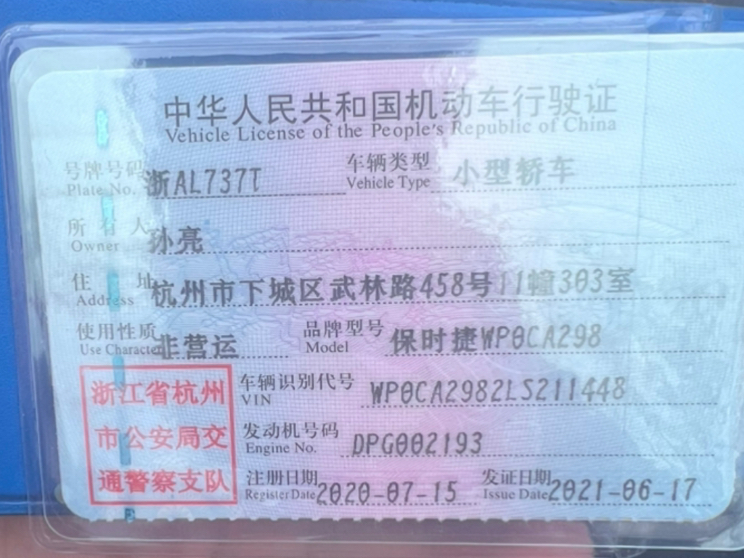 中华人民共和国机动车行驶证
Vehicle License of the People's Republic of China
号牌号码 浙AL737T 车辆类型 小型轿车
Plate No. Vehicle Type
所有人 孙亮
Owner
住址 杭州市下城区武林路458号11幢303室
Address
使用性质 非营运 品牌型号 保时捷WP0CA298
Use Character Model
浙江省杭州
市公安局交
通警察支队
车辆识别代号 WP0CA2982LS211448
VIN
发动机号码 DPG002193
Engine No.
注册日期 2020-07-15 发证日期 2021-06-17
Register Date Issue Date